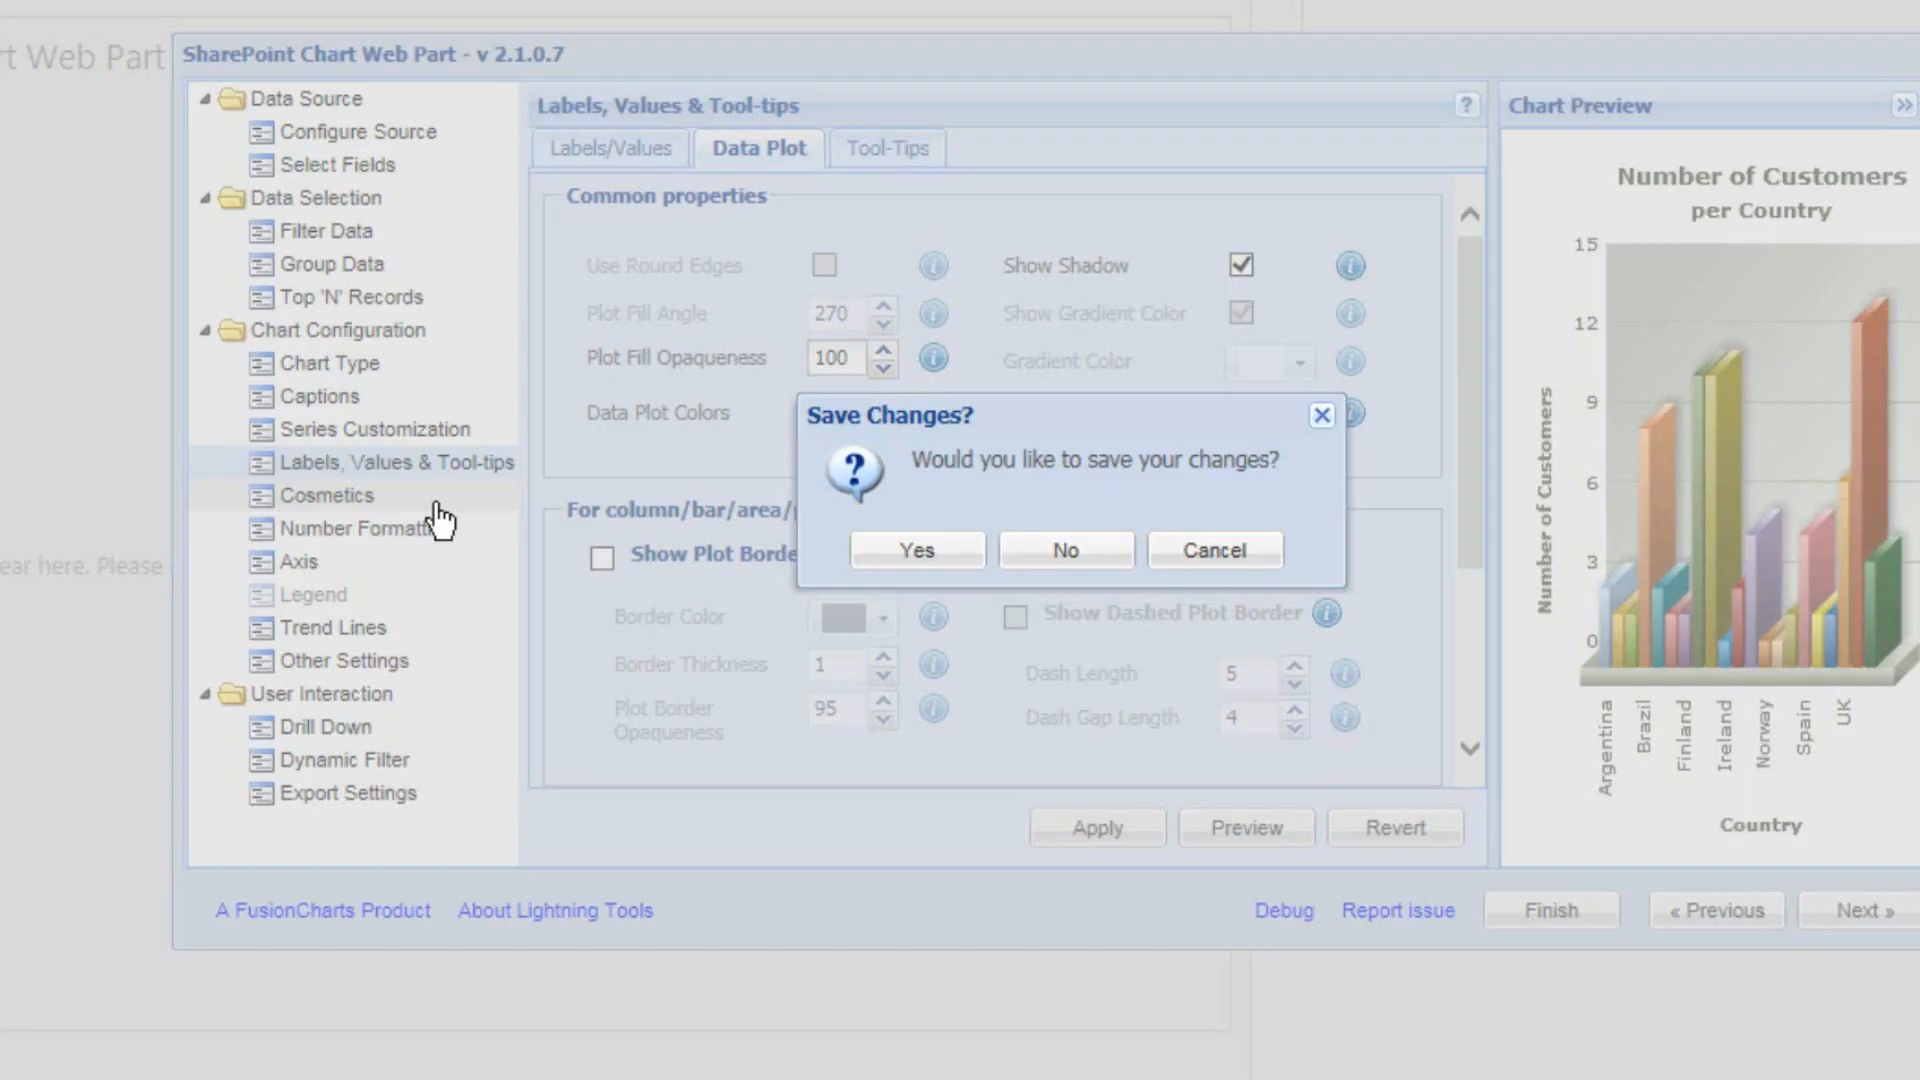 rt Web Part
SharePoint Chart Web Part - v 2.1.0.7
Data Source
Configure Source
Select Fields
Data Selection
Filter Data
Group Data
Top 'N' Records
Chart Configuration
Chart Type
Captions
Series Customization
Labels, Values & Tool-tips
Cosmetics
Number Formatti
Axis
Legend
Trend Lines
Other Settings
User Interaction
Drill Down
Dynamic Filter
Export Settings
ear here. Please
Labels, Values & Tool-tips
?
Labels/Values
Data Plot
Tool-Tips
Common properties
Use Round Edges
Show Shadow
Plot Fill Angle
270
Show Gradient Color
Plot Fill Opaqueness
100
Gradient Color
Data Plot Colors
Save Changes?
Would you like to save your changes?
Yes
No
Cancel
For column/bar/area/
Show Plot Borde
Border Color
Show Dashed Plot Border
Border Thickness
1
Dash Length
5
Plot Border
Opaqueness
95
Dash Gap Length
4
Apply
Preview
Revert
Chart Preview
»
Number of Customers
per Country
15
12
9
6
3
0
Number of Customers
Argentina
Brazil
Finland
Ireland
Norway
Spain
UK
Country
A FusionCharts Product
About Lightning Tools
Debug
Report issue
Finish
« Previous
Next »